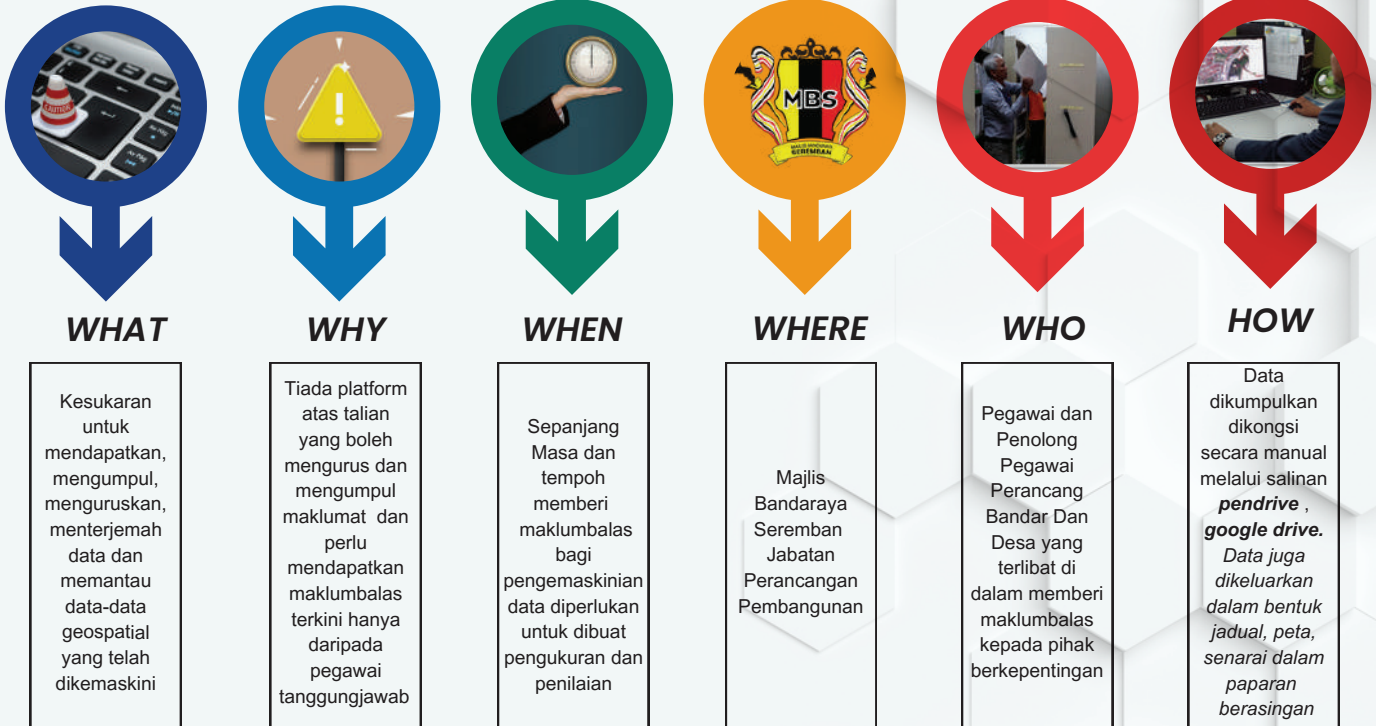 CAUTION
MBS
MAJLIS BANDARAYA
SEREMBAN
WHAT
Kesukaran
untuk
mendapatkan,
mengumpul,
menguruskan,
menterjemah
data dan
memantau
data-data
geospatial
yang telah
dikemaskini
WHY
Tiada platform
atas talian
yang boleh
mengurus dan
mengumpul
maklumat dan
perlu
mendapatkan
maklumbalas
terkini hanya
daripada
pegawai
tanggungjawab
WHEN
Sepanjang
Masa dan
tempoh
memberi
maklumbalas
bagi
pengemaskinian
data diperlukan
untuk dibuat
pengukuran dan
penilaian
WHERE
Majlis
Bandaraya
Seremban
Jabatan
Perancangan
Pembangunan
WHO
Pegawai dan
Penolong
Pegawai
Perancang
Bandar Dan
Desa yang
terlibat di
dalam memberi
maklumbalas
kepada pihak
berkepentingan
HOW
Data
dikumpulkan
dikongsi
secara manual
melalui salinan
pendrive ,
google drive.
Data juga
dikeluarkan
dalam bentuk
jadual, peta,
senarai dalam
paparan
berasingan